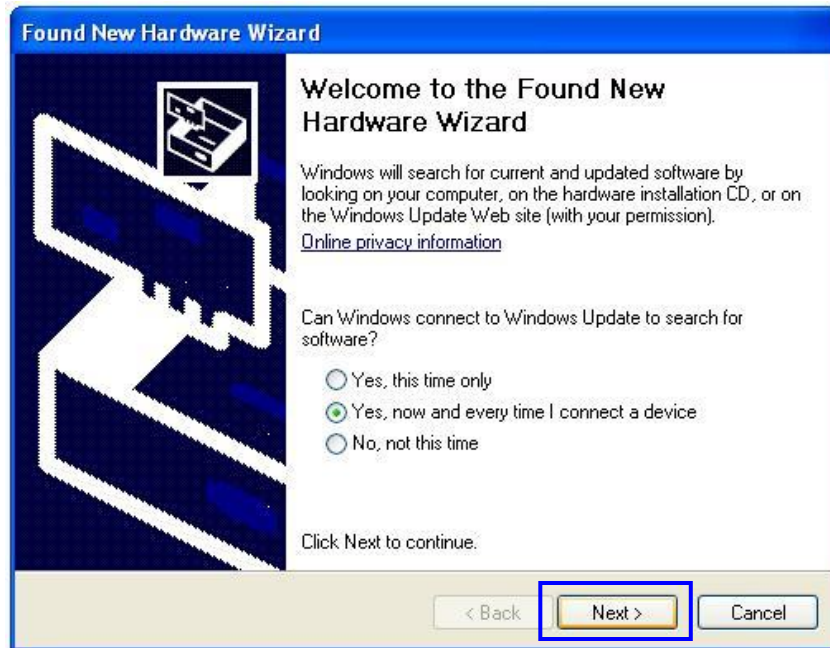 Found New Hardware Wizard
Welcome to the Found New
Hardware Wizard
Windows will search for current and updated software by
looking on your computer, on the hardware installation CD, or on
the Windows Update Web site (with your permission).
Online privacy information
Can Windows connect to Windows Update to search for
software?
Yes, this time only
Yes, now and every time I connect a device
No, not this time
Click Next to continue.
< Back Next > Cancel